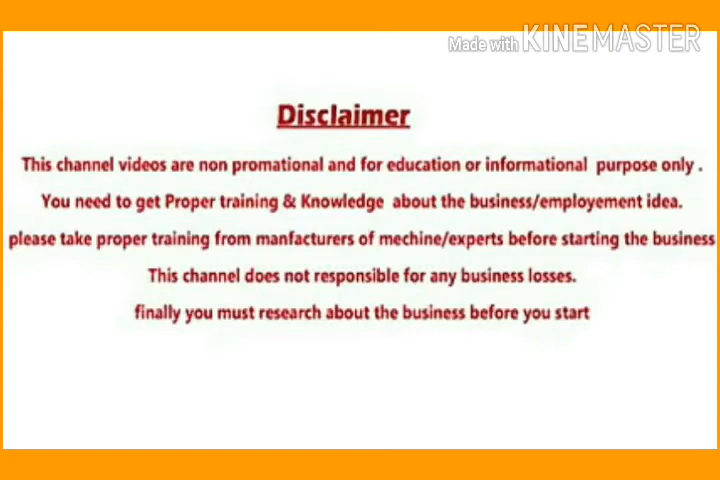 Made with KINEMASTER
Disclaimer
This channel videos are non promational and for education or informational purpose only .
You need to get Proper training & Knowledge about the business/employement idea.
please take proper training from manfacturers of mechine/experts before starting the business
This channel does not responsible for any business losses.
finally you must research about the business before you start